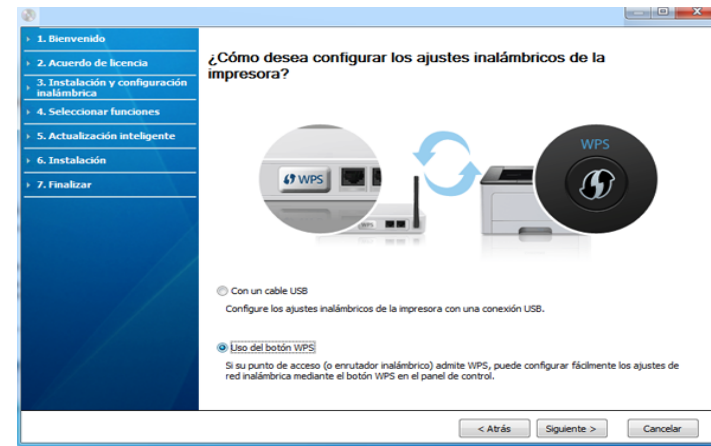 1. Bienvenido
2. Acuerdo de licencia
3. Instalación y configuración
inalámbrica
4. Seleccionar funciones
5. Actualización inteligente
6. Instalación
7. Finalizar
¿Cómo desea configurar los ajustes inalámbricos de la
impresora?
WPS
WPS
WPS
Con un cable USB
Configure los ajustes inalámbricos de la impresora con una conexión USB.
Uso del botón WPS
Si su punto de acceso (o enrutador inalámbrico) admite WPS, puede configurar fácilmente los ajustes de
red inalámbrica mediante el botón WPS en el panel de control.
< Atrás
Siguiente >
Cancelar